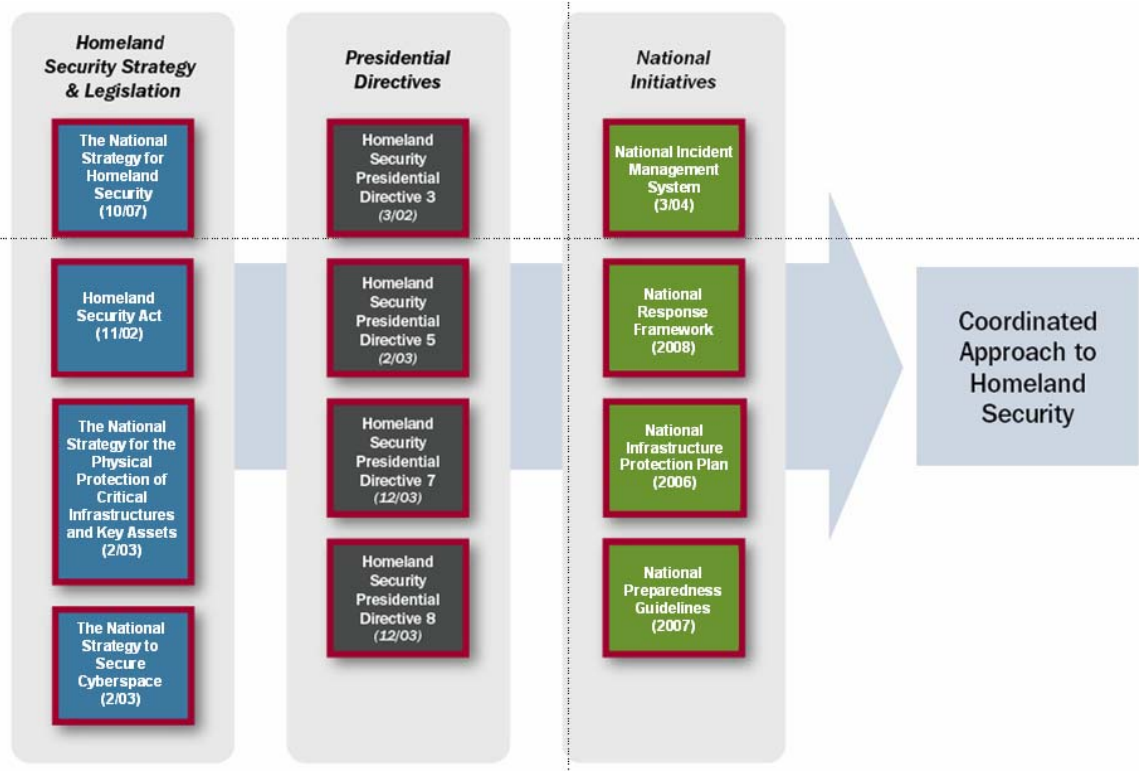 Homeland
Security Strategy
& Legislation
The National
Strategy for
Homeland
Security
(10/07)
Homeland
Security Act
(11/02)
The National
Strategy for the
Physical
Protection of
Critical
Infrastructures
and Key Assets
(2/03)
The National
Strategy to
Secure
Cyberspace
(2/03)
Presidential
Directives
Homeland
Security
Presidential
Directive 3
(3/02)
Homeland
Security
Presidential
Directive 5
(2/03)
Homeland
Security
Presidential
Directive 7
(12/03)
Homeland
Security
Presidential
Directive 8
(12/03)
National
Initiatives
National Incident
Management
System
(3/04)
National
Response
Framework
(2008)
National
Infrastructure
Protection Plan
(2006)
National
Preparedness
Guidelines
(2007)
Coordinated
Approach to
Homeland
Security